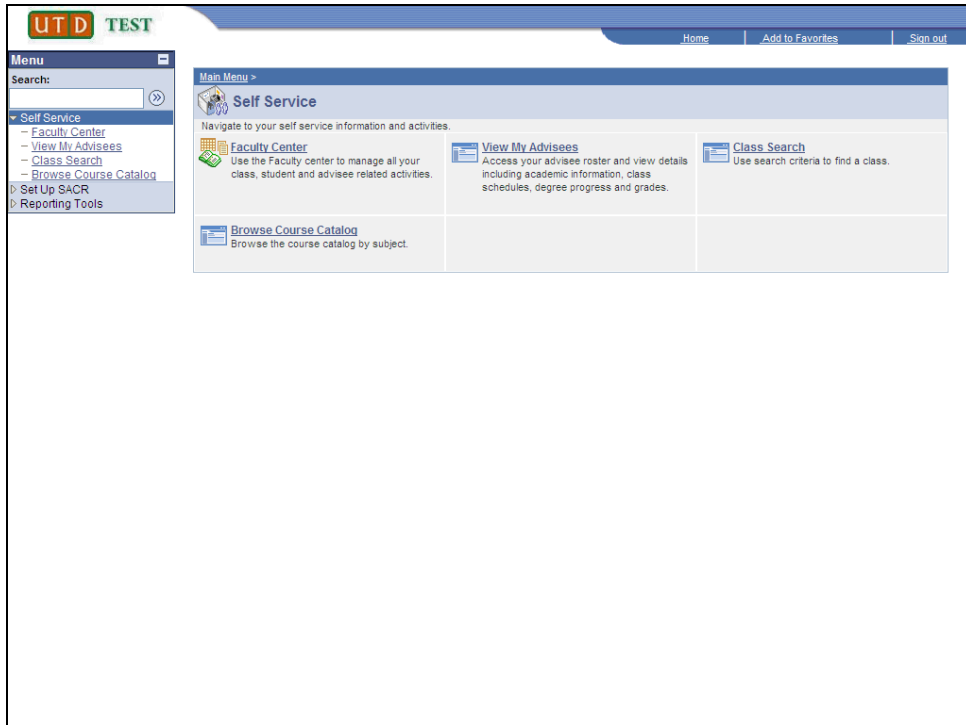 UTD TEST
Home Add to Favorites Sign out
Menu
Search:
Self Service
Faculty Center
View My Advisees
Class Search
Browse Course Catalog
Set Up SACR
Reporting Tools
Main Menu >
Self Service
Navigate to your self service information and activities.
Faculty Center
Use the Faculty center to manage all your
class, student and advisee related activities.
View My Advisees
Access your advisee roster and view details
including academic information, class
schedules, degree progress and grades.
Class Search
Use search criteria to find a class.
Browse Course Catalog
Browse the course catalog by subject.